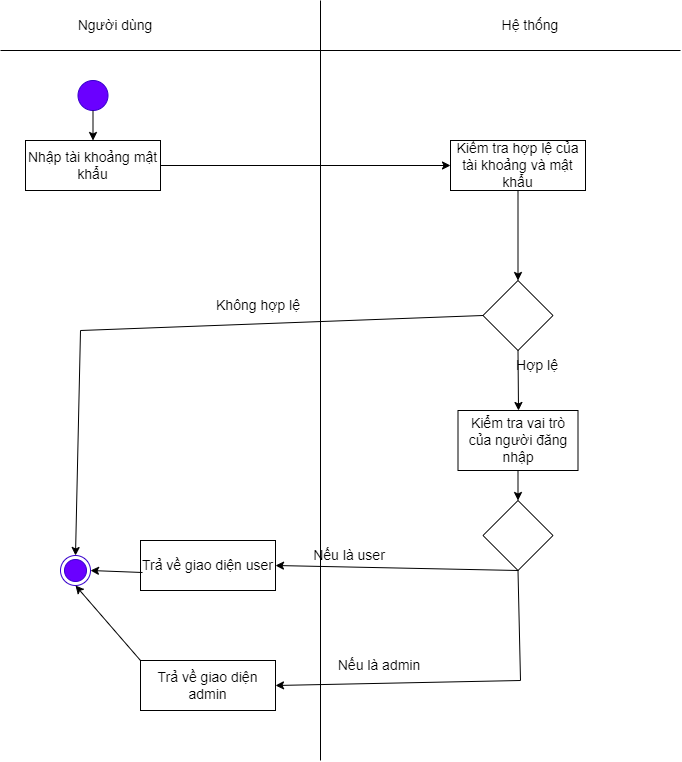 Người dùng
Hệ thống
Nhập tài khoảng mật
khẩu
Kiểm tra hợp lệ của
tài khoảng và mật
khẩu
Không hợp lệ
Hợp lệ
Kiểm tra vai trò
của người đăng
nhập
Nếu là user
Trả về giao diện user
Nếu là admin
Trả về giao diện
admin